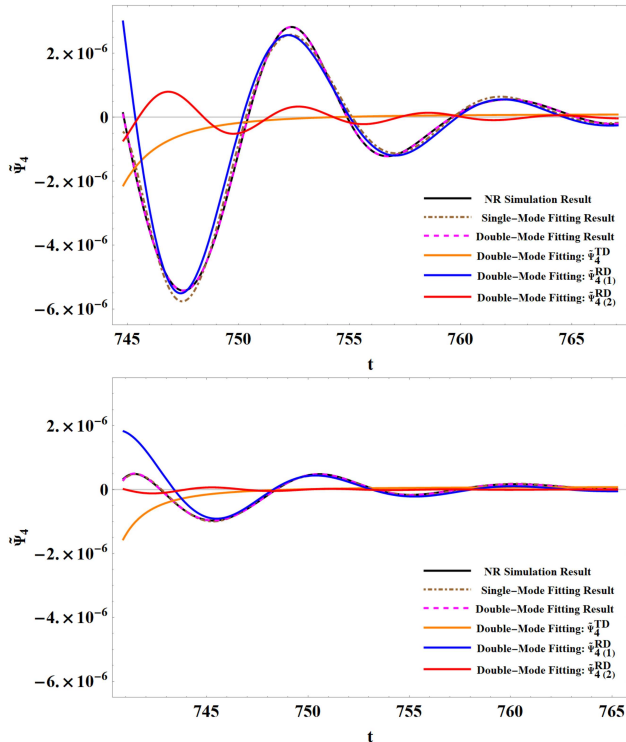 2. × 10⁻⁶
0
−2. × 10⁻⁶
−4. × 10⁻⁶
−6. × 10⁻⁶
Ψ̃₄
NR Simulation Result
Single−Mode Fitting Result
Double−Mode Fitting Result
Double−Mode Fitting: Ψ̃₄ᵀᴰ
Double−Mode Fitting: Ψ̃₄ ₍₁₎ᴿᴰ
Double−Mode Fitting: Ψ̃₄ ₍₂₎ᴿᴰ
745 750 755 760 765
t
2. × 10⁻⁶
0
−2. × 10⁻⁶
−4. × 10⁻⁶
−6. × 10⁻⁶
Ψ̃₄
NR Simulation Result
Single−Mode Fitting Result
Double−Mode Fitting Result
Double−Mode Fitting: Ψ̃₄ᵀᴰ
Double−Mode Fitting: Ψ̃₄ ₍₁₎ᴿᴰ
Double−Mode Fitting: Ψ̃₄ ₍₂₎ᴿᴰ
745 750 755 760 765
t